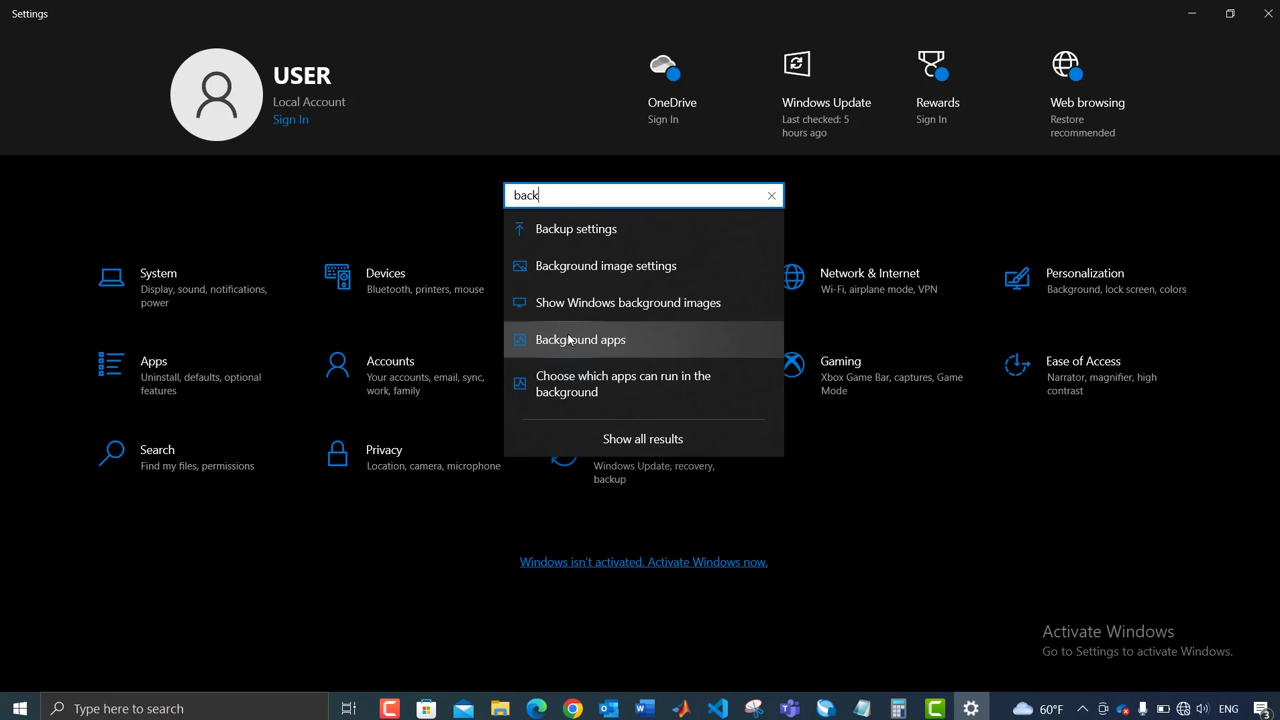 Settings
USER
Local Account
Sign In
OneDrive
Sign In
Windows Update
Last checked: 5
hours ago
Rewards
Sign In
Web browsing
Restore
recommended
back
Backup settings
Background image settings
Show Windows background images
Background apps
Choose which apps can run in the
background
Show all results
System
Display, sound, notifications,
power
Devices
Bluetooth, printers, mouse
Network & Internet
Wi-Fi, airplane mode, VPN
Personalization
Background, lock screen, colors
Apps
Uninstall, defaults, optional
features
Accounts
Your accounts, email, sync,
work, family
Gaming
Xbox Game Bar, captures, Game
Mode
Ease of Access
Narrator, magnifier, high
contrast
Search
Find my files, permissions
Privacy
Location, camera, microphone
Windows Update, recovery,
backup
Windows isn't activated. Activate Windows now.
Activate Windows
Go to Settings to activate Windows.
Type here to search
60°F
ENG